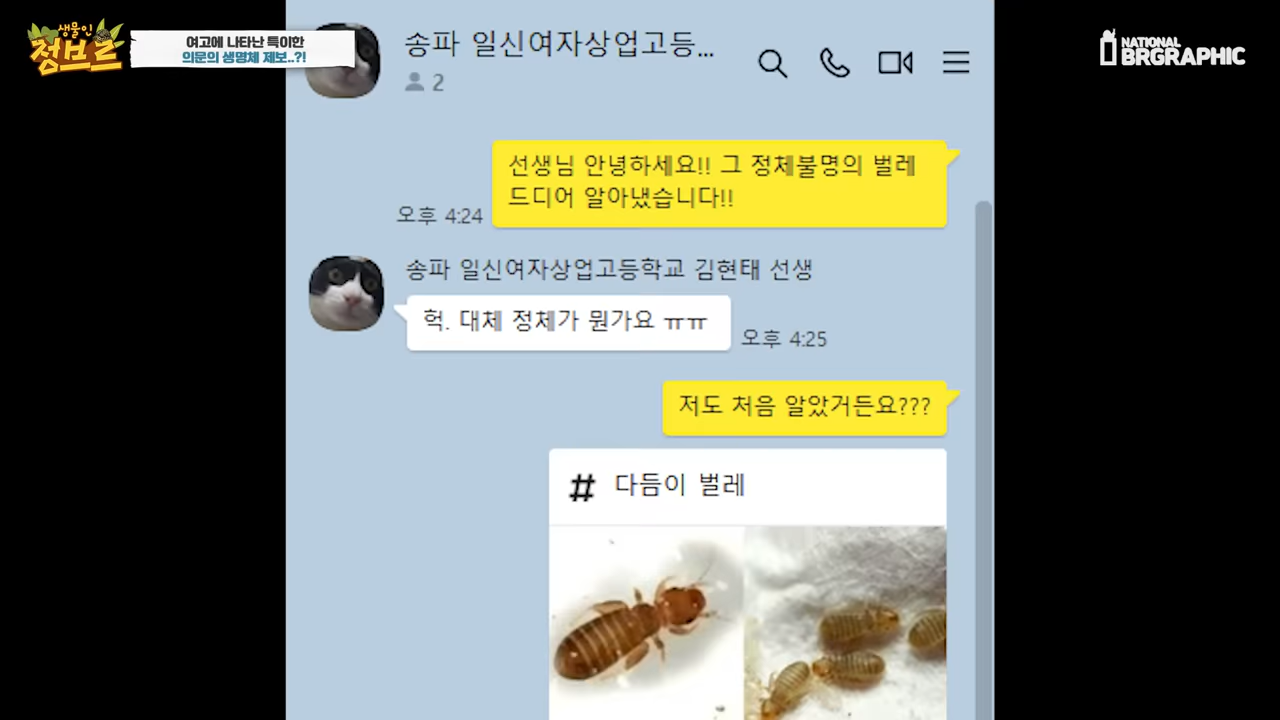 생물인
정브르
여고에 나타난 특이한
의문의 생명체 제보..?!
NATIONAL
BRGRAPHIC
송파 일신여자상업고등...
2
선생님 안녕하세요!! 그 정체불명의 벌레
드디어 알아냈습니다!!
오후 4:24
송파 일신여자상업고등학교 김현태 선생
헉. 대체 정체가 뭔가요 ㅠㅠ
오후 4:25
저도 처음 알았거든요???
# 다듬이 벌레